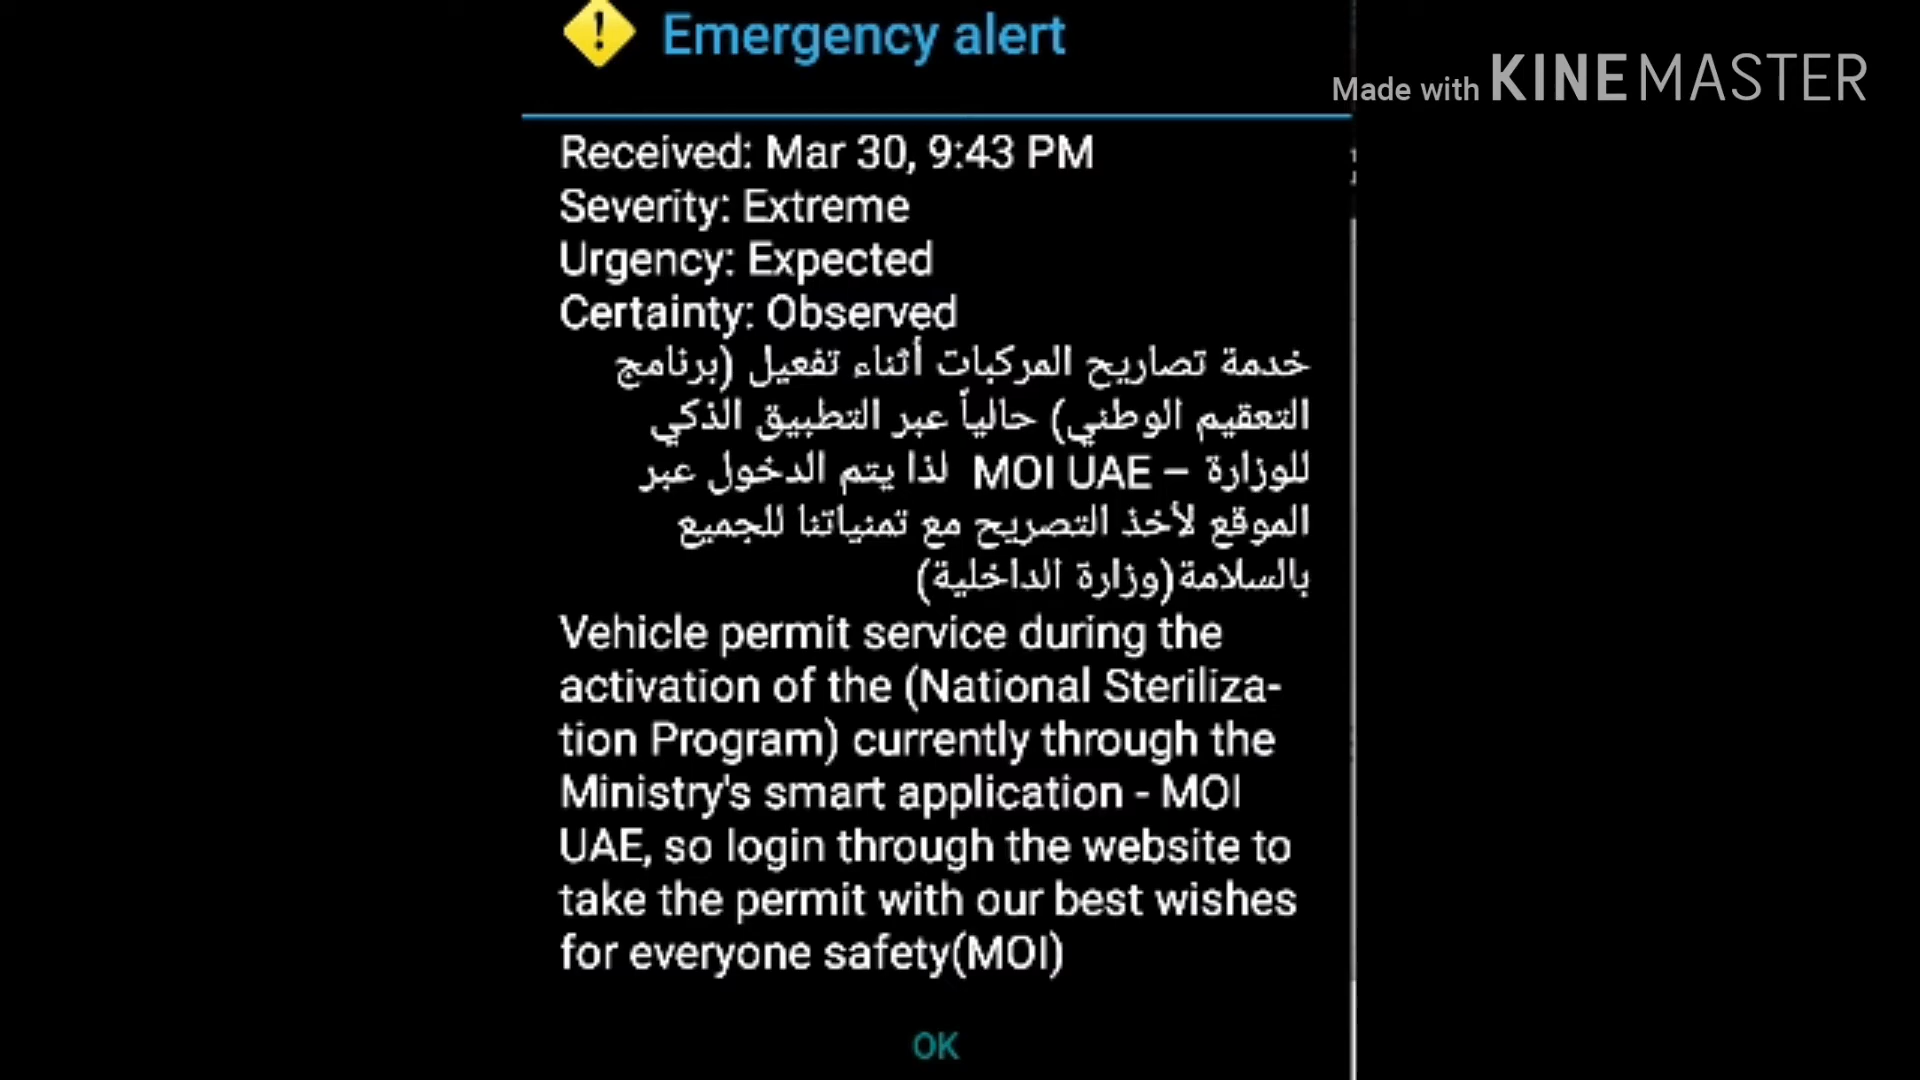 Emergency alert
Made with KINEMASTER
Received: Mar 30, 9:43 PM
Severity: Extreme
Urgency: Expected
Certainty: Observed
خدمة تصاريح المركبات أثناء تفعيل (برنامج
التعقيم الوطني) حالياً عبر التطبيق الذكي
للوزارة – MOI UAE لذا يتم الدخول عبر
الموقع لأخذ التصريح مع تمنياتنا للجميع
بالسلامة(وزارة الداخلية)
Vehicle permit service during the
activation of the (National Steriliza-
tion Program) currently through the
Ministry's smart application - MOI
UAE, so login through the website to
take the permit with our best wishes
for everyone safety(MOI)
OK